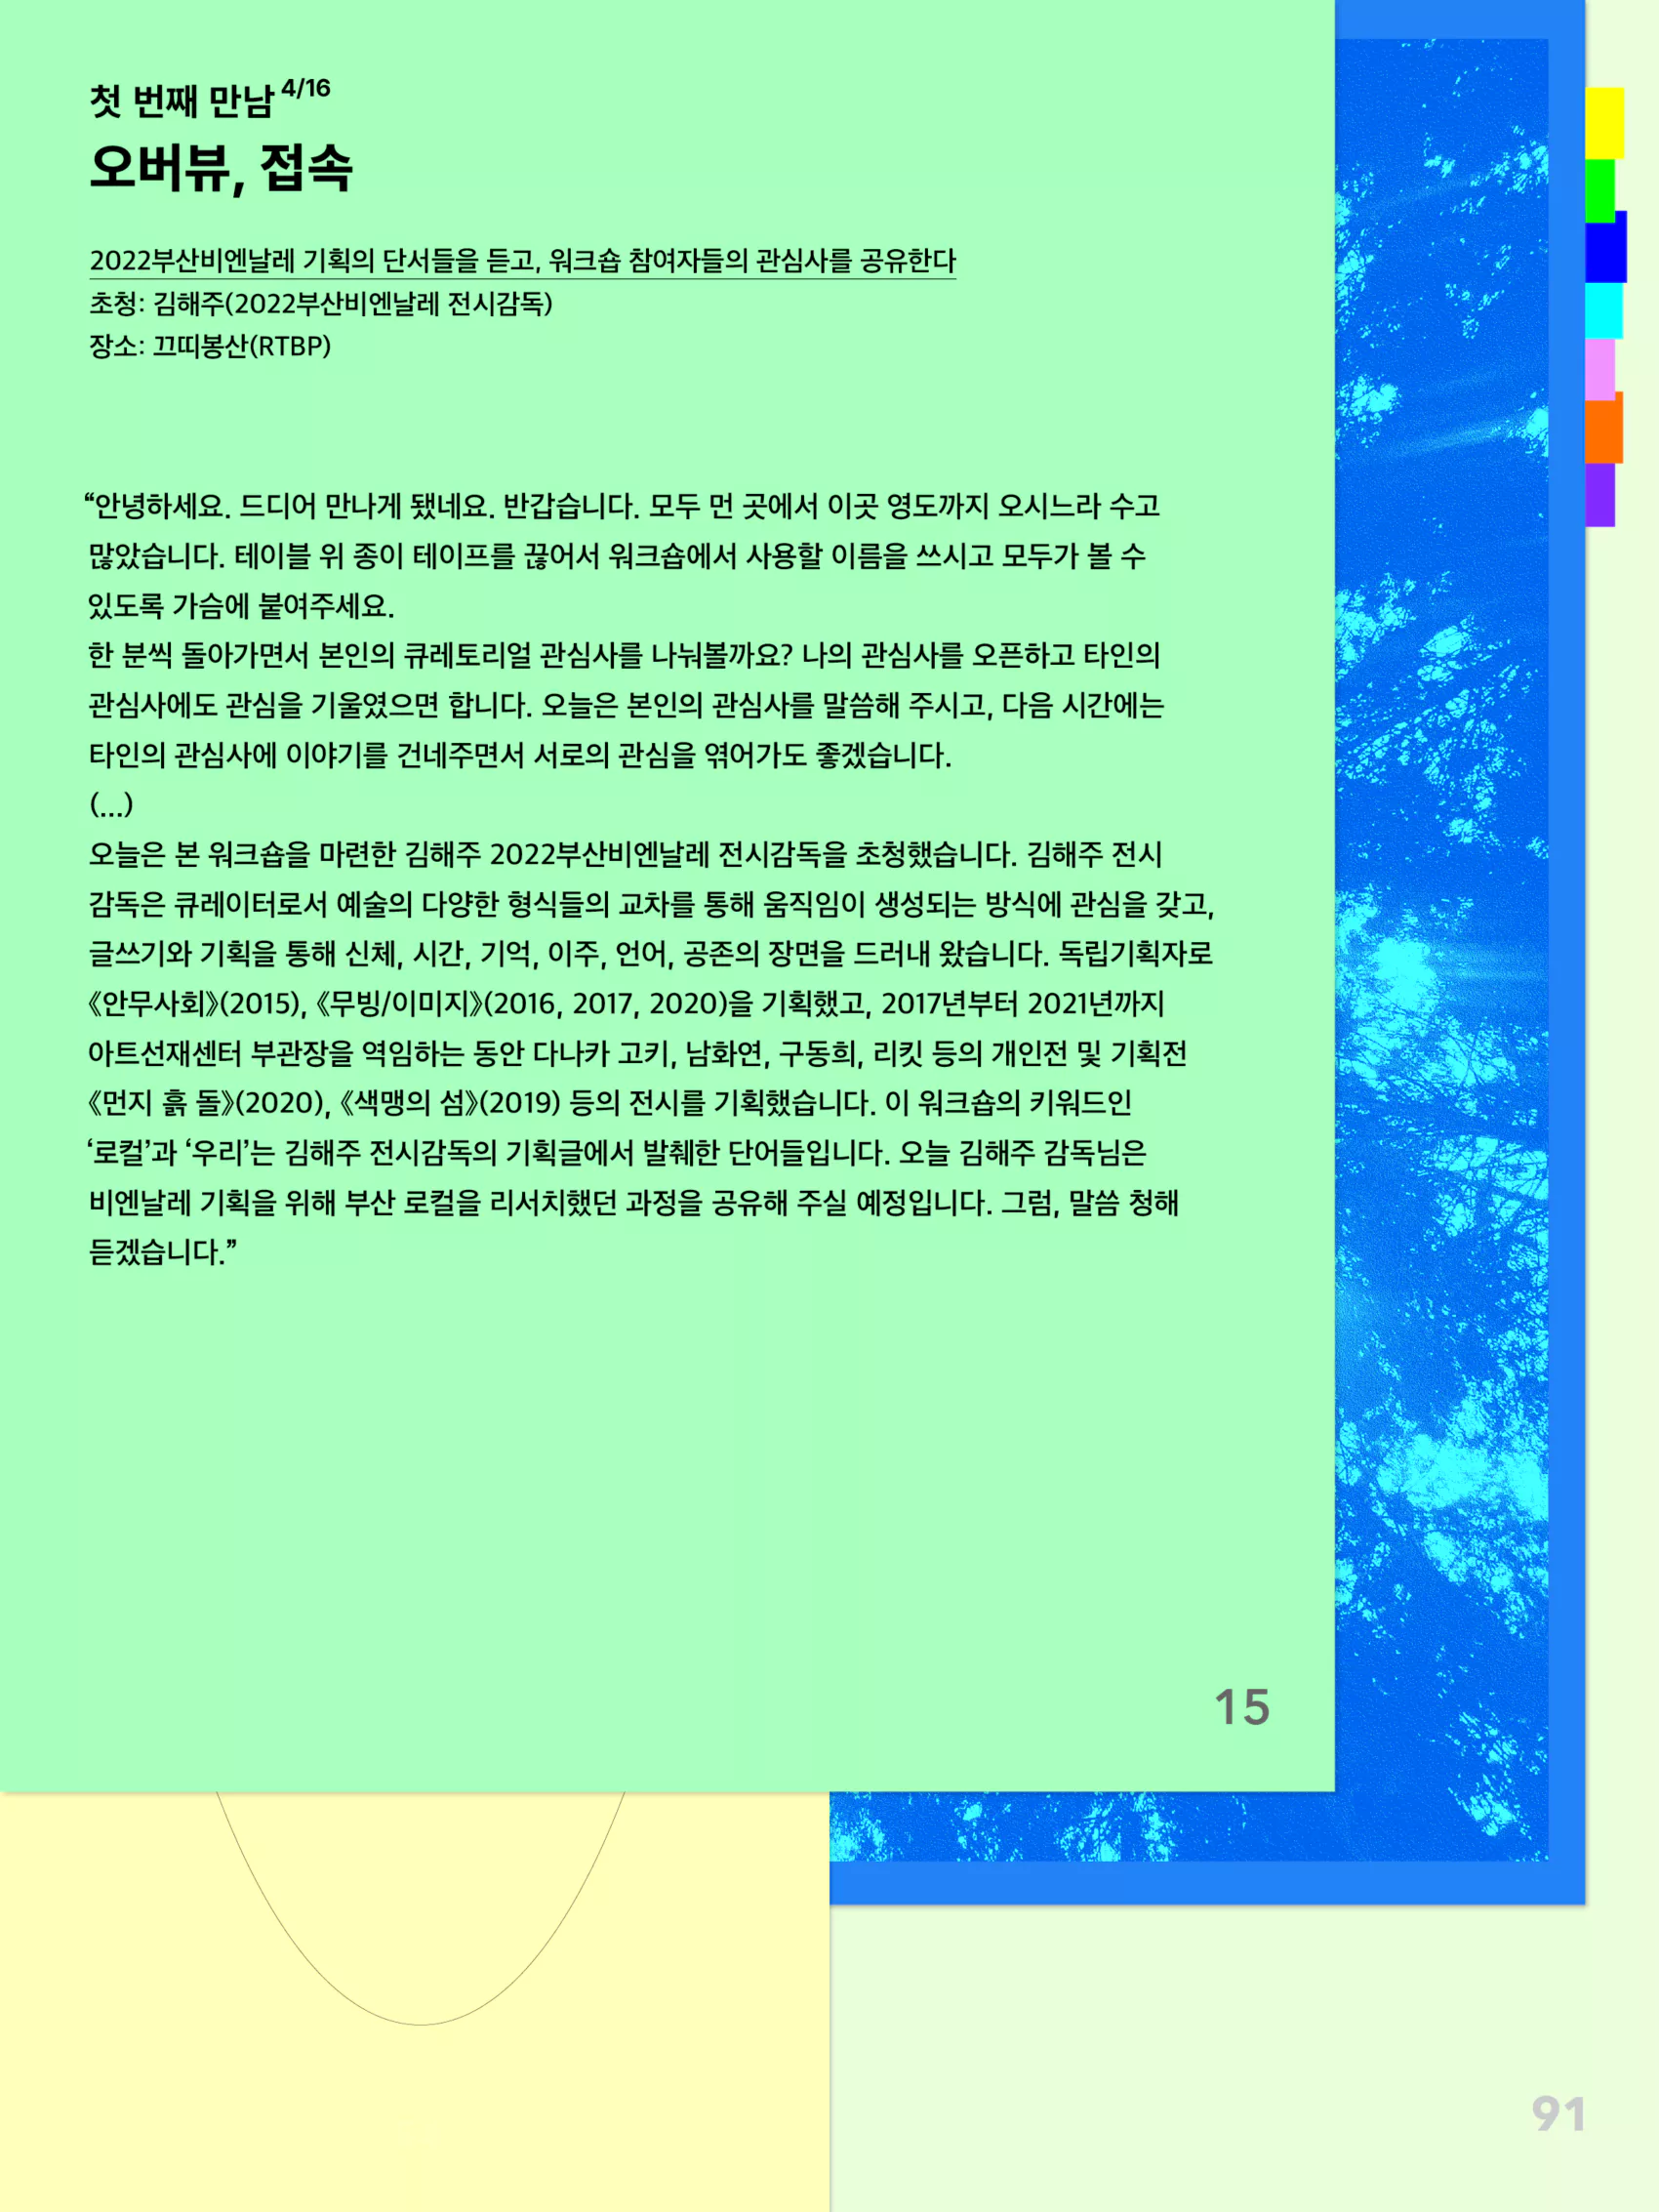 첫 번째 만남 4/16
오버뷰, 접속
2022부산비엔날레 기획의 단서들을 듣고, 워크숍 참여자들의 관심사를 공유한다
초청: 김해주(2022부산비엔날레 전시감독)
장소: 끄띠봉산(RTBP)
“안녕하세요. 드디어 만나게 됐네요. 반갑습니다. 모두 먼 곳에서 이곳 영도까지 오시느라 수고
많았습니다. 테이블 위 종이 테이프를 끊어서 워크숍에서 사용할 이름을 쓰시고 모두가 볼 수
있도록 가슴에 붙여주세요.
한 분씩 돌아가면서 본인의 큐레토리얼 관심사를 나눠볼까요? 나의 관심사를 오픈하고 타인의
관심사에도 관심을 기울였으면 합니다. 오늘은 본인의 관심사를 말씀해 주시고, 다음 시간에는
타인의 관심사에 이야기를 건네주면서 서로의 관심을 엮어가도 좋겠습니다.
(...)
오늘은 본 워크숍을 마련한 김해주 2022부산비엔날레 전시감독을 초청했습니다. 김해주 전시
감독은 큐레이터로서 예술의 다양한 형식들의 교차를 통해 움직임이 생성되는 방식에 관심을 갖고,
글쓰기와 기획을 통해 신체, 시간, 기억, 이주, 언어, 공존의 장면을 드러내 왔습니다. 독립기획자로
《안무사회》(2015), 《무빙/이미지》(2016, 2017, 2020)을 기획했고, 2017년부터 2021년까지
아트선재센터 부관장을 역임하는 동안 다나카 고키, 남화연, 구동희, 리킷 등의 개인전 및 기획전
《먼지 흙 돌》(2020), 《색맹의 섬》(2019) 등의 전시를 기획했습니다. 이 워크숍의 키워드인
‘로컬’과 ‘우리’는 김해주 전시감독의 기획글에서 발췌한 단어들입니다. 오늘 김해주 감독님은
비엔날레 기획을 위해 부산 로컬을 리서치했던 과정을 공유해 주실 예정입니다. 그럼, 말씀 청해
듣겠습니다.”
15
91